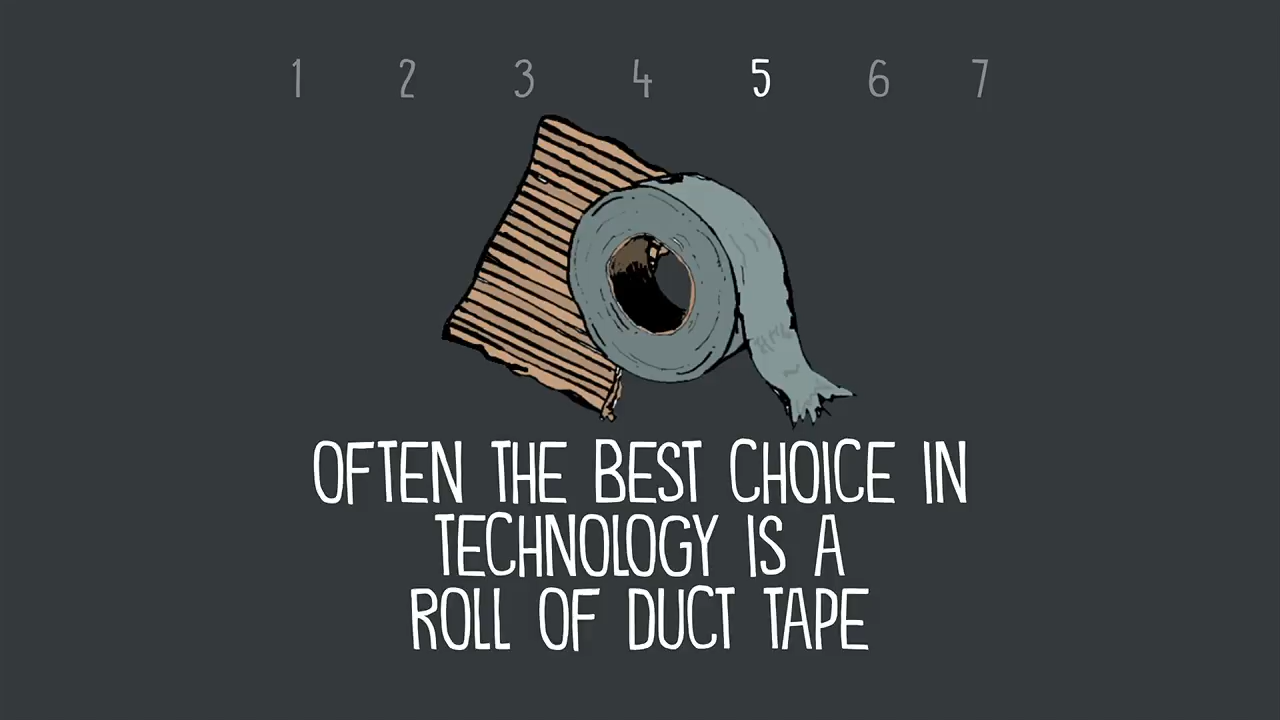 1 2 3 4 5 6 7
OFTEN THE BEST CHOICE IN
TECHNOLOGY IS A
ROLL OF DUCT TAPE